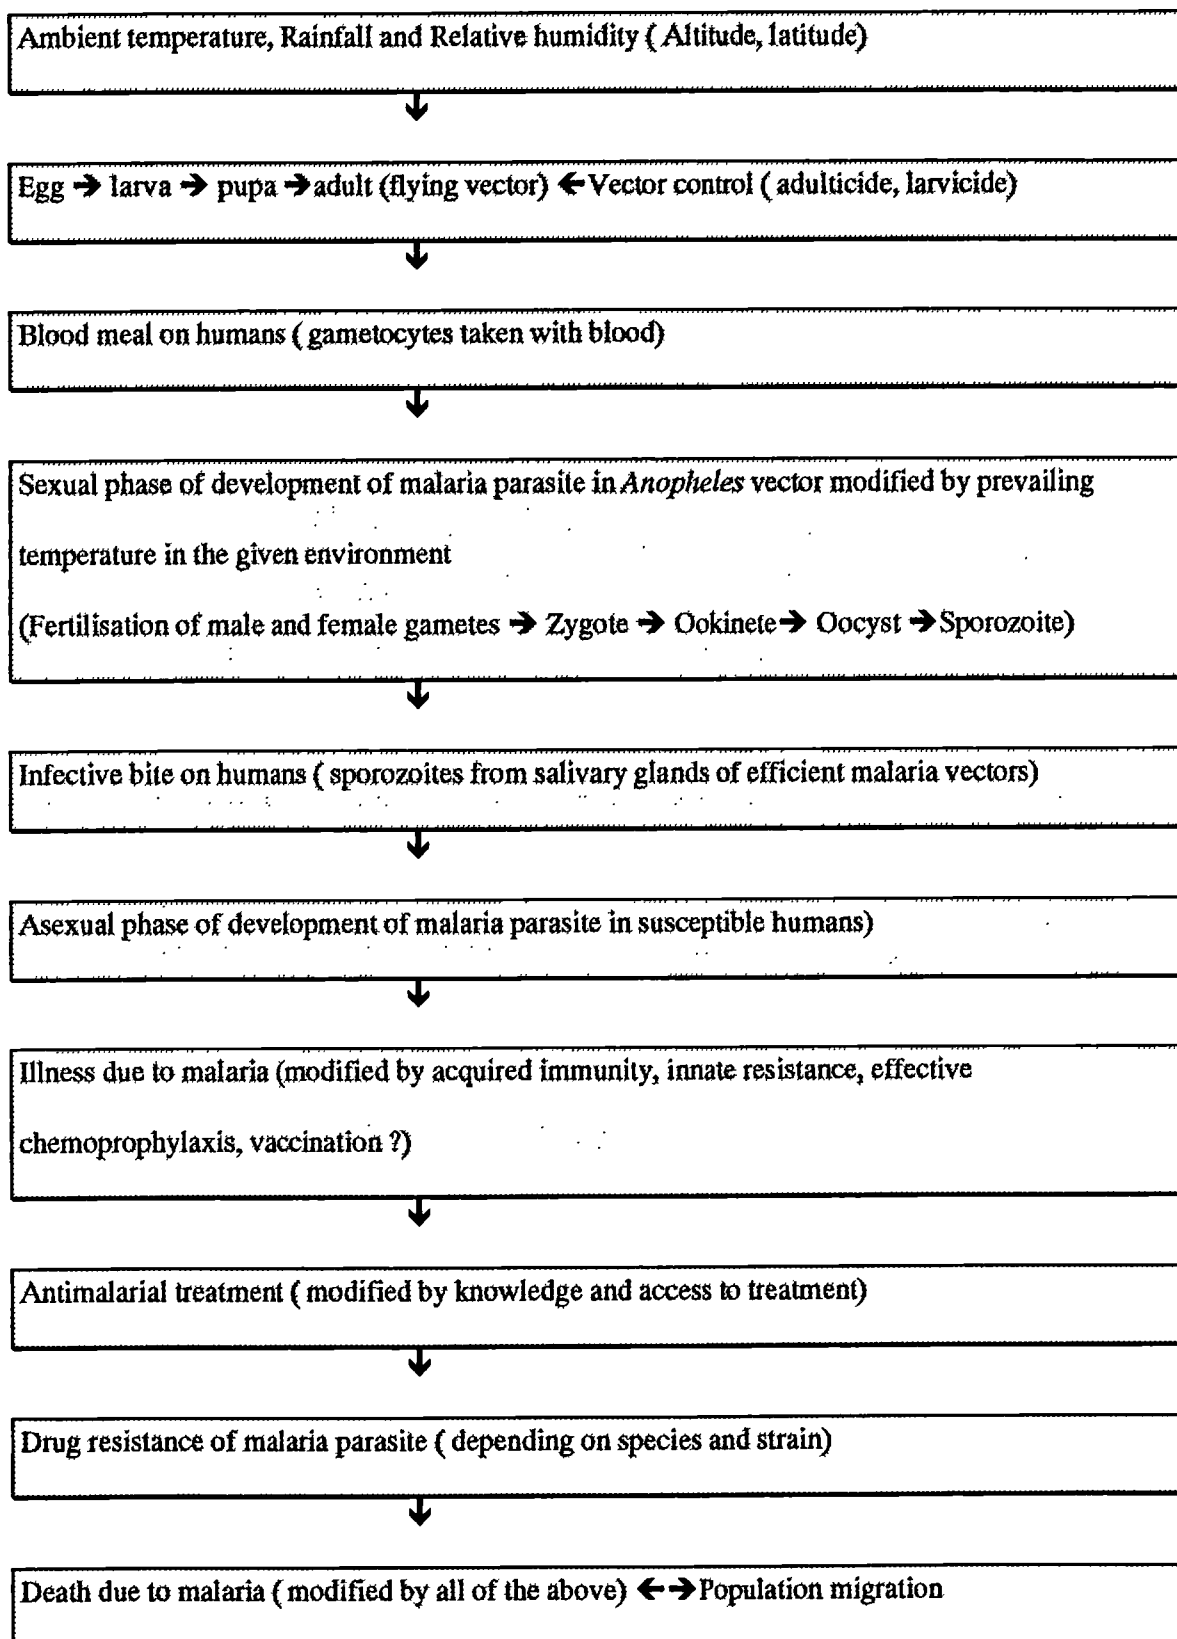 Ambient temperature, Rainfall and Relative humidity ( Altitude, latitude)
Egg → larva → pupa →adult (flying vector) ←Vector control ( adulticide, larvicide)
Blood meal on humans ( gametocytes taken with blood)
Sexual phase of development of malaria parasite in Anopheles vector modified by prevailing
temperature in the given environment
(Fertilisation of male and female gametes → Zygote → Ookinete→ Oocyst →Sporozoite)
Infective bite on humans ( sporozoites from salivary glands of efficient malaria vectors)
Asexual phase of development of malaria parasite in susceptible humans)
Illness due to malaria (modified by acquired immunity, innate resistance, effective
chemoprophylaxis, vaccination ?)
Antimalarial treatment ( modified by knowledge and access to treatment)
Drug resistance of malaria parasite ( depending on species and strain)
Death due to malaria ( modified by all of the above) ←→Population migration